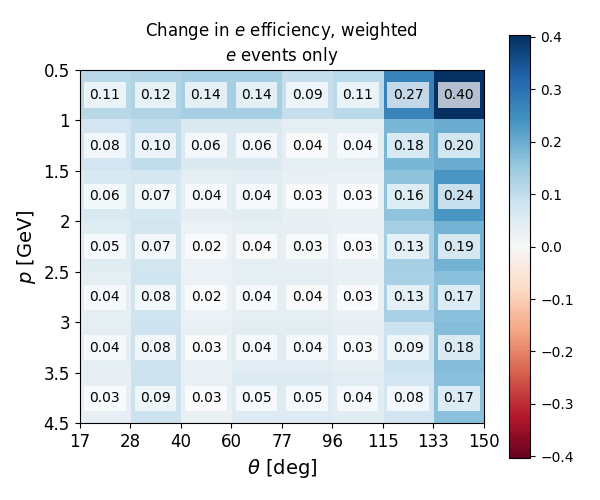 Change in e efficiency, weighted
e events only
0.5
1
1.5
2
2.5
3
3.5
4.5
p [GeV]
0.11 0.12 0.14 0.14 0.09 0.11 0.27 0.40
0.08 0.10 0.06 0.06 0.04 0.04 0.18 0.20
0.06 0.07 0.04 0.04 0.03 0.03 0.16 0.24
0.05 0.07 0.02 0.04 0.03 0.03 0.13 0.19
0.04 0.08 0.02 0.04 0.04 0.03 0.13 0.17
0.04 0.08 0.03 0.04 0.04 0.03 0.09 0.18
0.03 0.09 0.03 0.05 0.05 0.04 0.08 0.17
17 28 40 60 77 96 115 133 150
θ [deg]
0.4
0.3
0.2
0.1
0.0
−0.1
−0.2
−0.3
−0.4